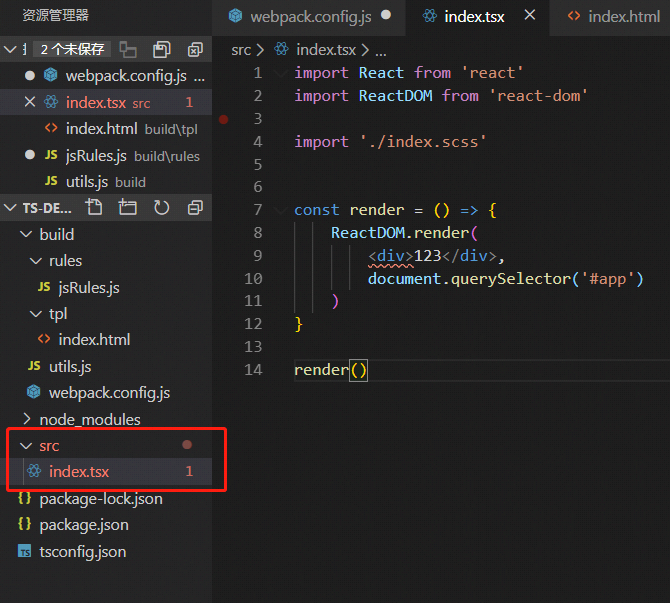 资源管理器
webpack.config.js
index.tsx
index.html
2 个未保存
src > index.tsx > ...
webpack.config.js ...
index.tsx src 1
index.html build\tpl
jsRules.js build\rules
utils.js build
TS-DE...
build
rules
jsRules.js
tpl
index.html
utils.js
webpack.config.js
node_modules
src
index.tsx 1
package-lock.json
package.json
tsconfig.json
1 import React from 'react'
2 import ReactDOM from 'react-dom'
3
4 import './index.scss'
5
6
7 const render = () => {
8 ReactDOM.render(
9 <div>123</div>,
10 document.querySelector('#app')
11 )
12 }
13
14 render()